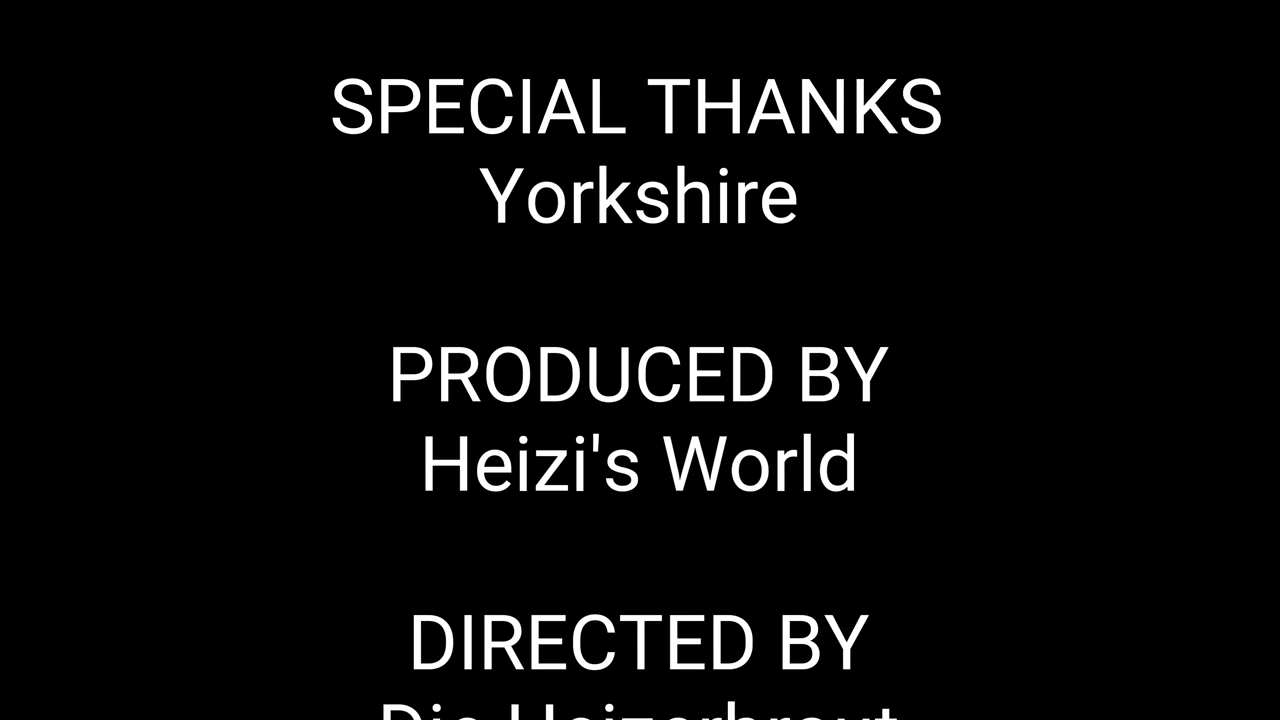 SPECIAL THANKS
Yorkshire
PRODUCED BY
Heizi's World
DIRECTED BY